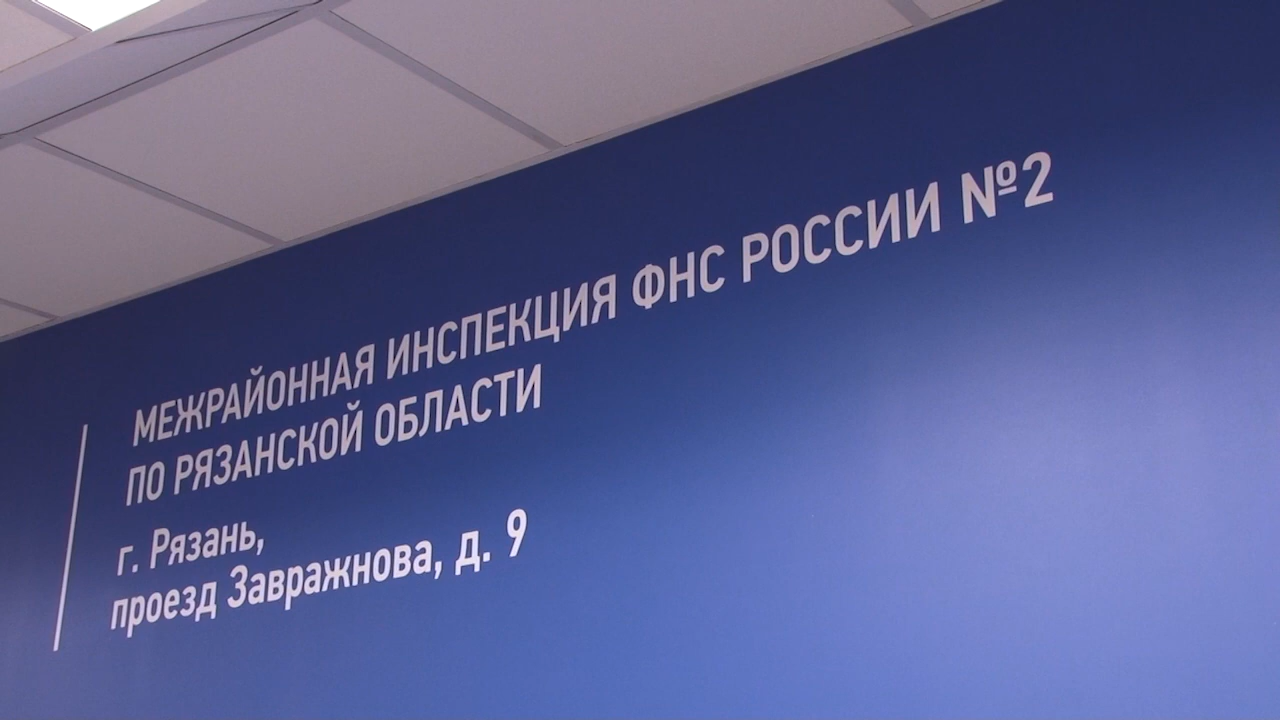 МЕЖРАЙОННАЯ ИНСПЕКЦИЯ ФНС РОССИИ №2
ПО РЯЗАНСКОЙ ОБЛАСТИ
г. Рязань,
проезд Завражнова, д. 9